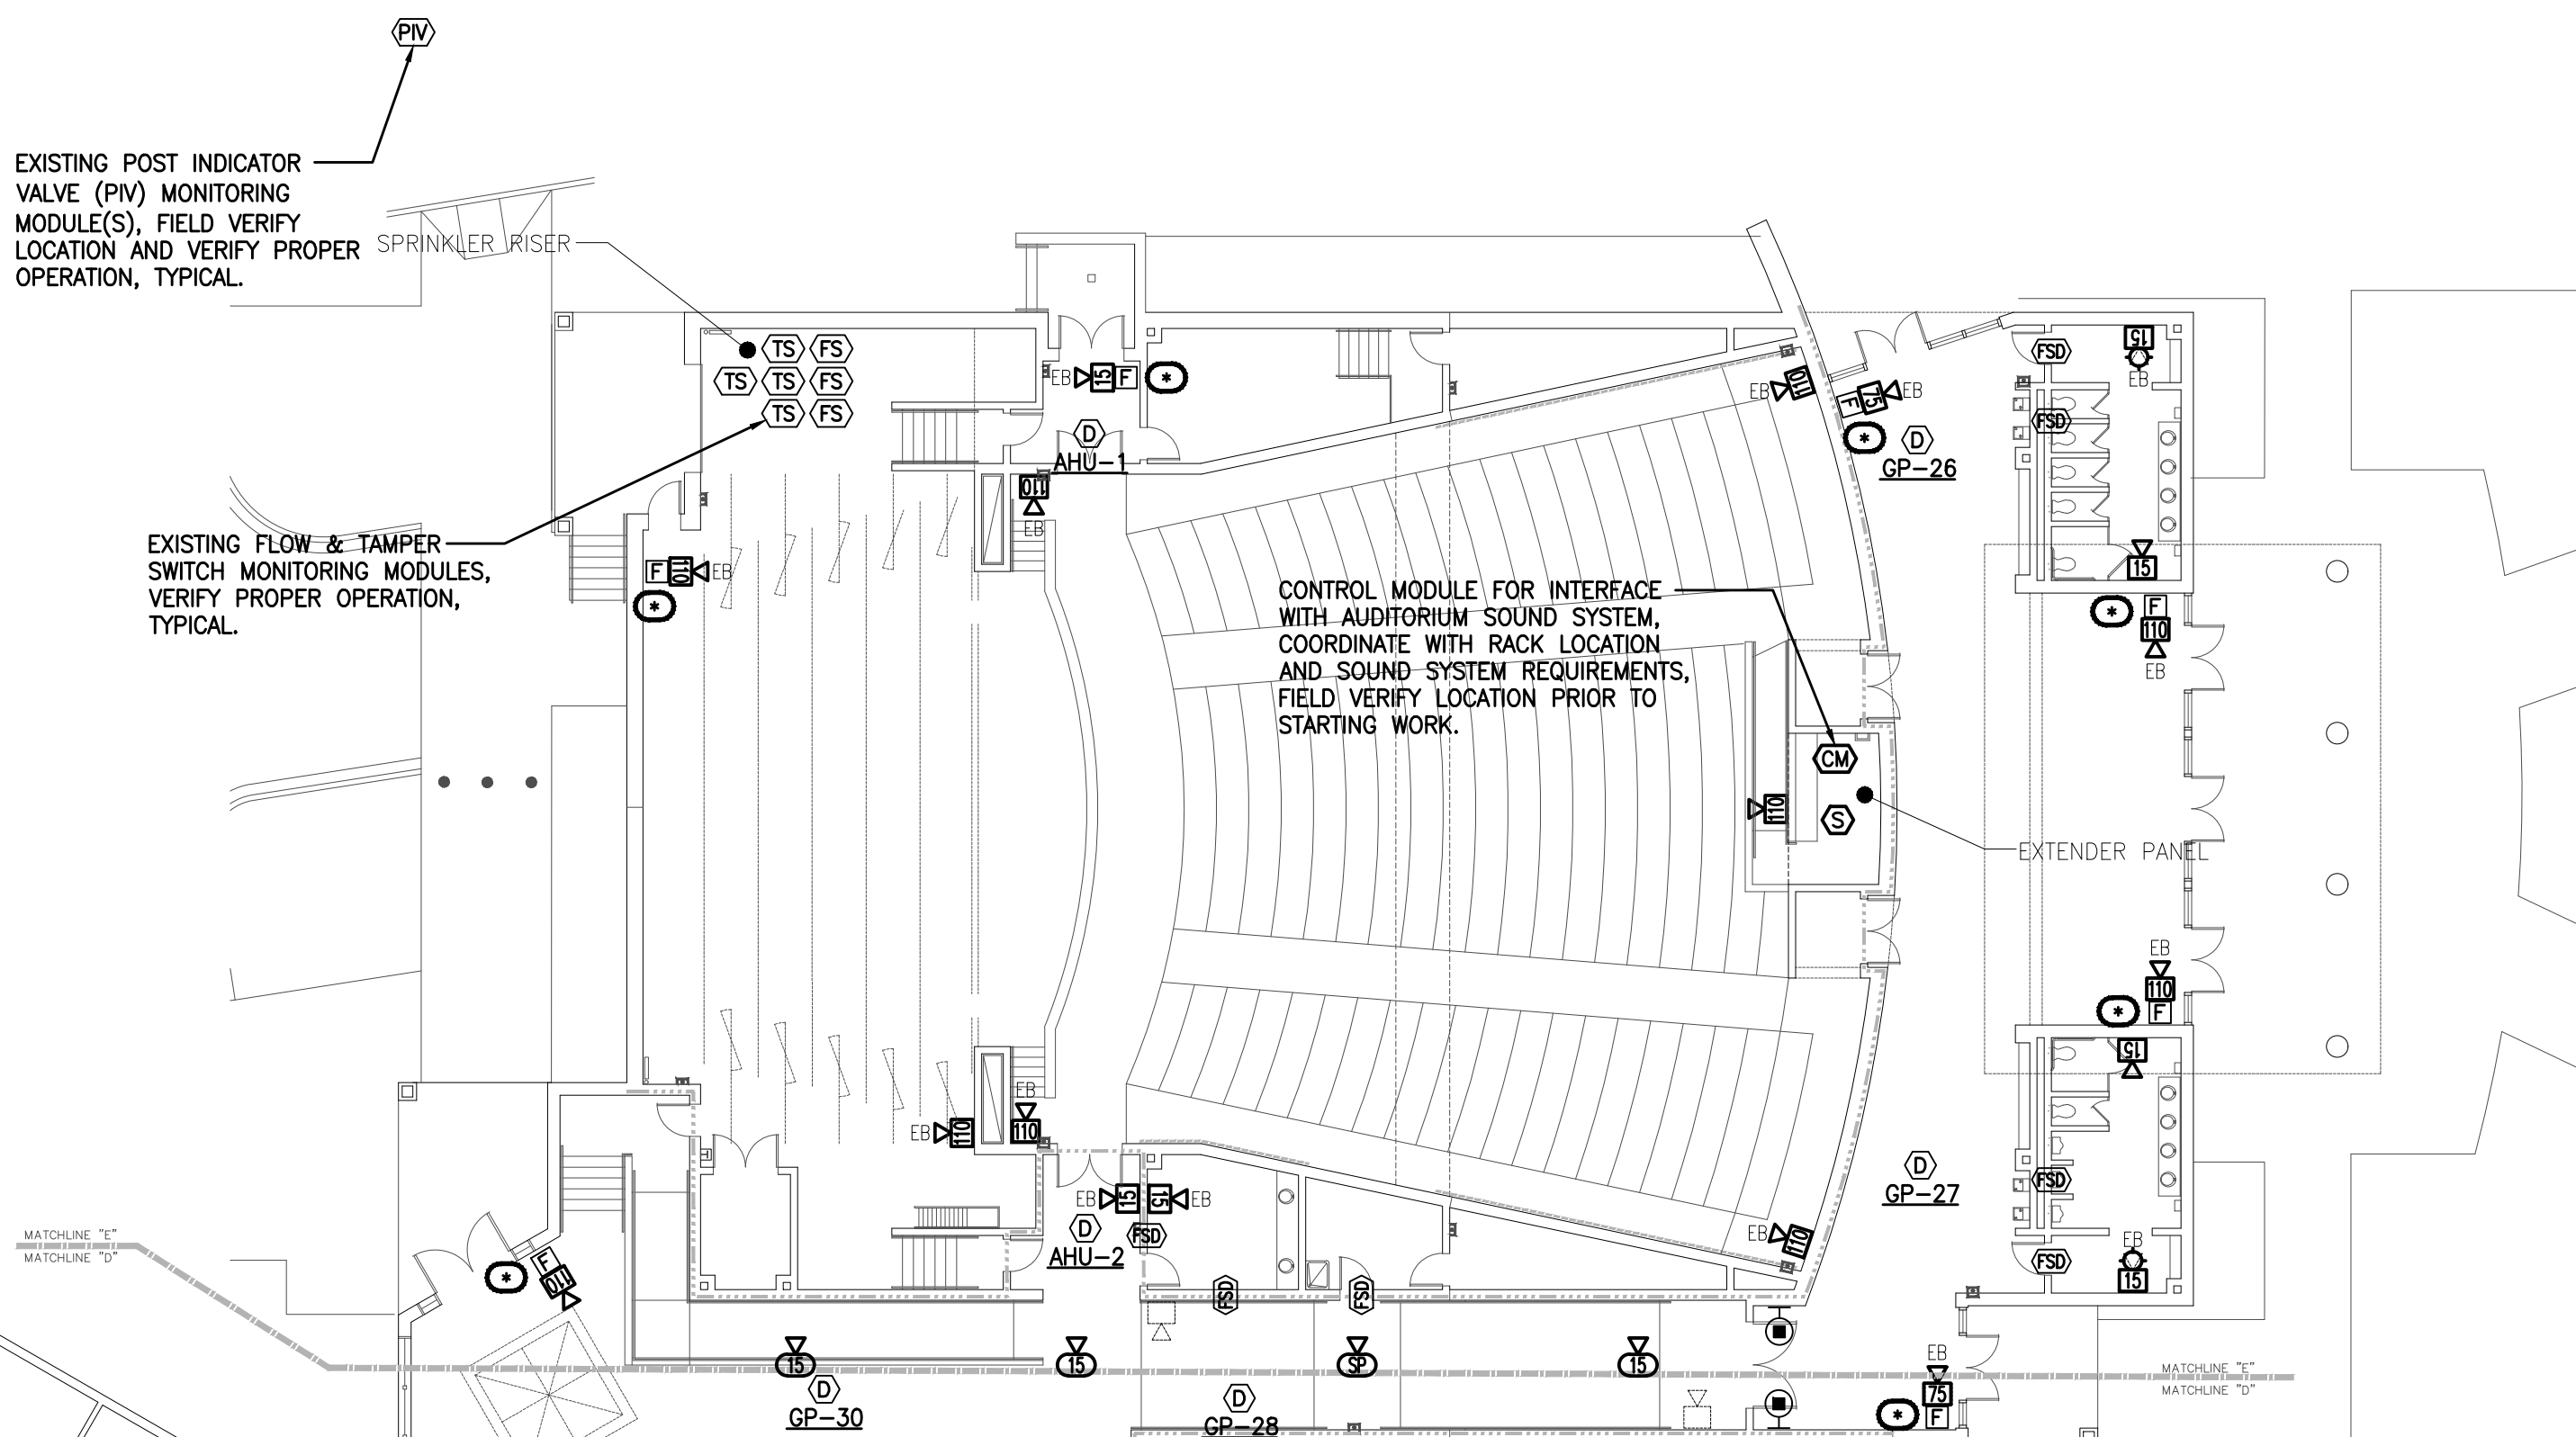 PIV
EXISTING POST INDICATOR
VALVE (PIV) MONITORING
MODULE(S), FIELD VERIFY
LOCATION AND VERIFY PROPER
OPERATION, TYPICAL.
SPRINKLER RISER
TS FS
TS TS FS
TS FS
EB 15 F *
D
AHU-1
EB 110
75 EB
F
* D
GP-26
FSD
15
EB
FSD
110
EB
EXISTING FLOW & TAMPER
SWITCH MONITORING MODULES,
VERIFY PROPER OPERATION,
TYPICAL.
F 110 EB
*
15
* F
110
EB
CONTROL MODULE FOR INTERFACE
WITH AUDITORIUM SOUND SYSTEM,
COORDINATE WITH RACK LOCATION
AND SOUND SYSTEM REQUIREMENTS,
FIELD VERIFY LOCATION PRIOR TO
STARTING WORK.
CM
110
S
EXTENDER PANEL
EB
110
* F
15
EB 110
EB
110
D
GP-27
FSD
EB 15
15 EB
D
AHU-2
FSD
EB 110
EB
15
FSD
FSD
FSD
MATCHLINE "E"
MATCHLINE "D"
F
110
*
15
15
SP
15
EB
75
F
*
MATCHLINE "E"
MATCHLINE "D"
D
GP-30
D
GP-28